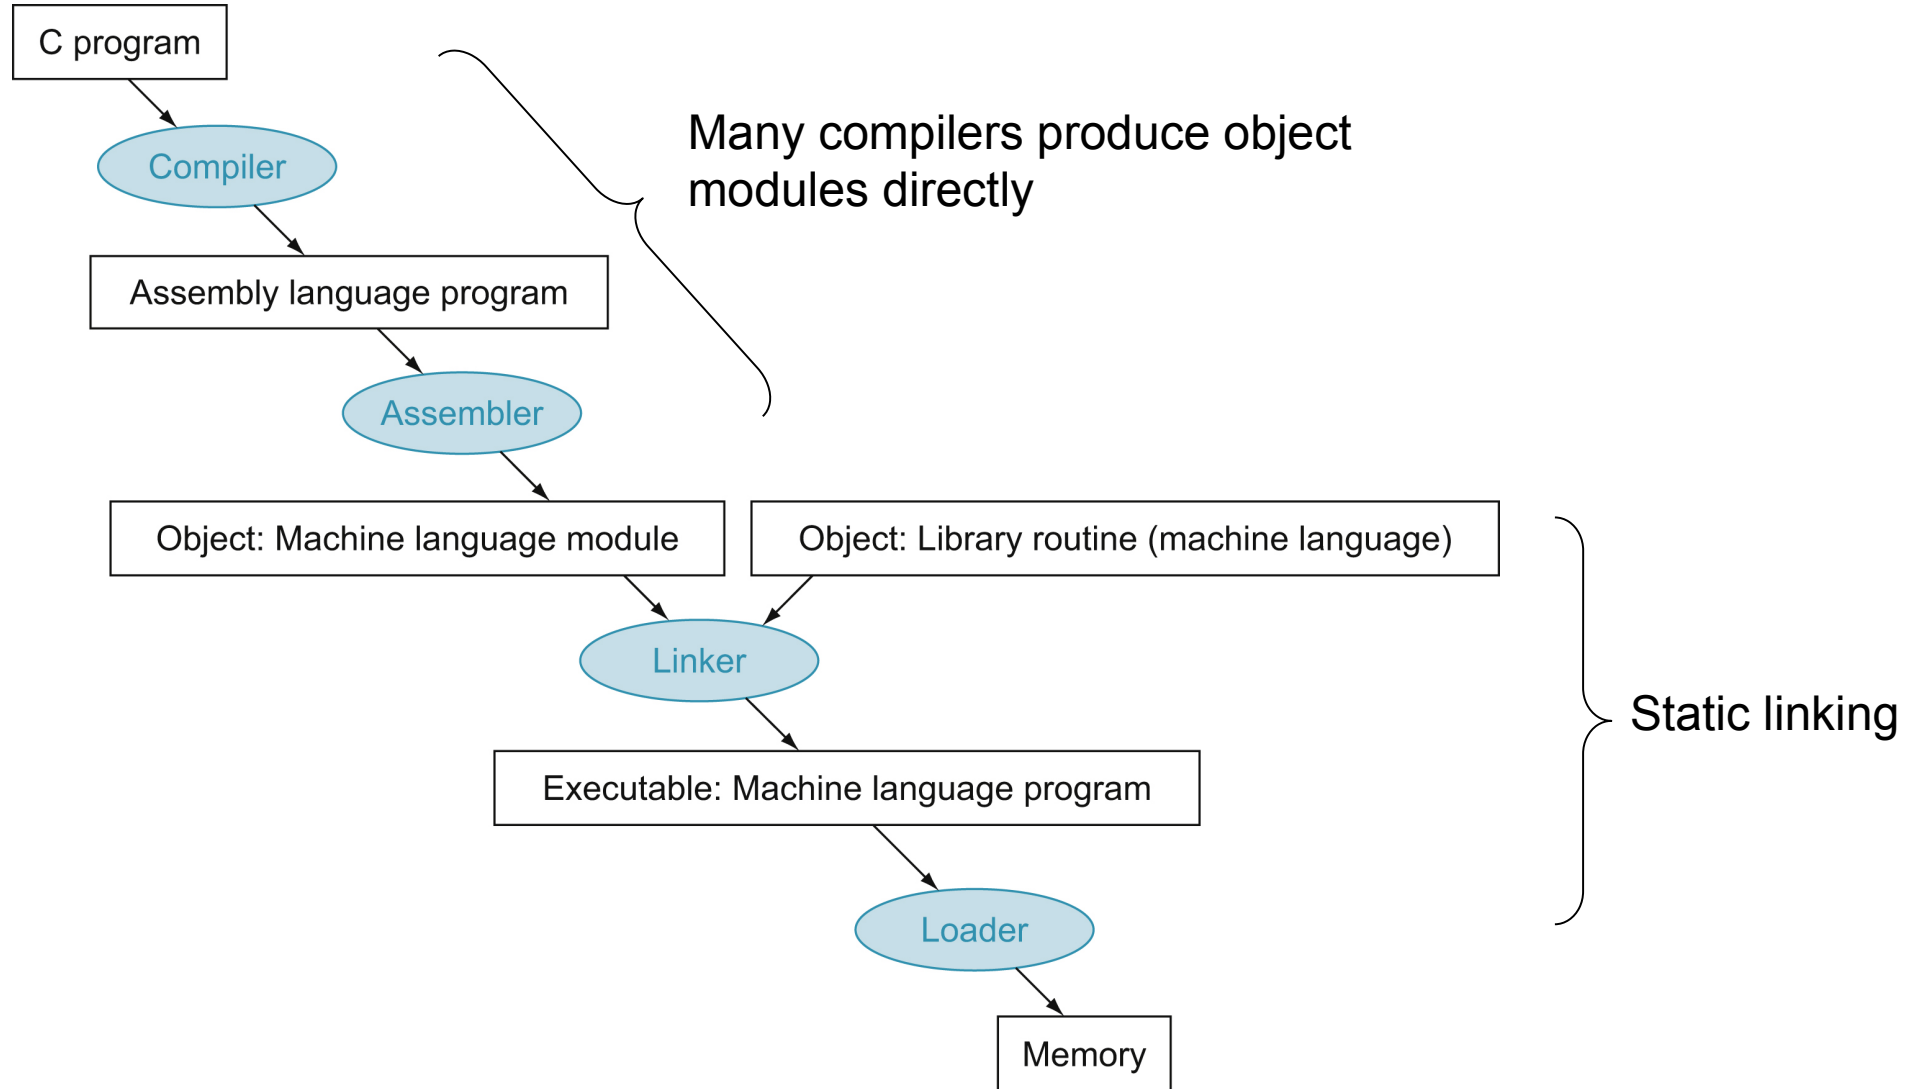 C program
Many compilers produce object
modules directly
Compiler
Assembly language program
Assembler
Object: Machine language module
Object: Library routine (machine language)
Linker
Static linking
Executable: Machine language program
Loader
Memory